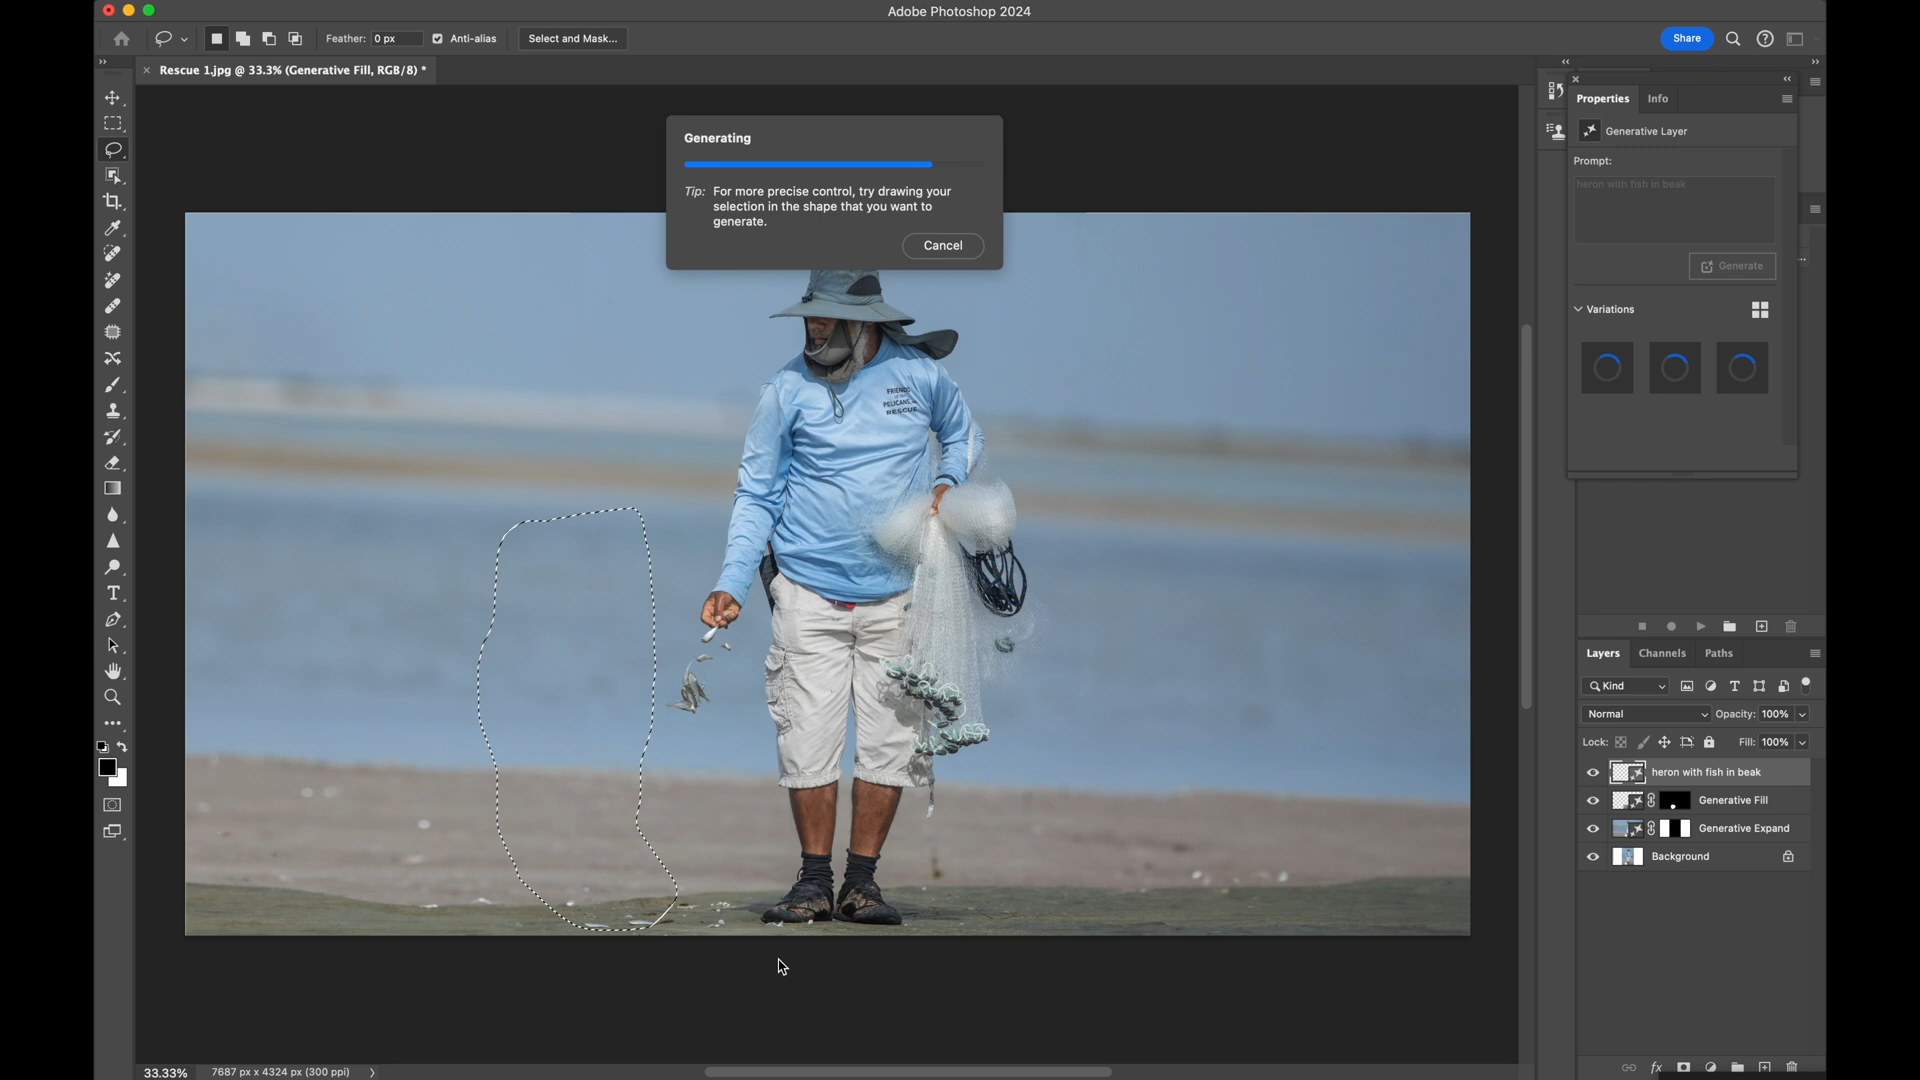 Adobe Photoshop 2024
Feather: 0 px Anti-alias Select and Mask... Share
Rescue 1.jpg @ 33.3% (Generative Fill, RGB/8) *
Generating
Tip: For more precise control, try drawing your
selection in the shape that you want to
generate.
Cancel
FRIENDS
PELICANS
RESCUE
33.33% 7687 px x 4324 px (300 ppi)
Properties Info
Generative Layer
Prompt:
heron with fish in beak
Generate
Variations
Layers Channels Paths
Kind
Normal Opacity: 100%
Lock: Fill: 100%
heron with fish in beak
Generative Fill
Generative Expand
Background
fx